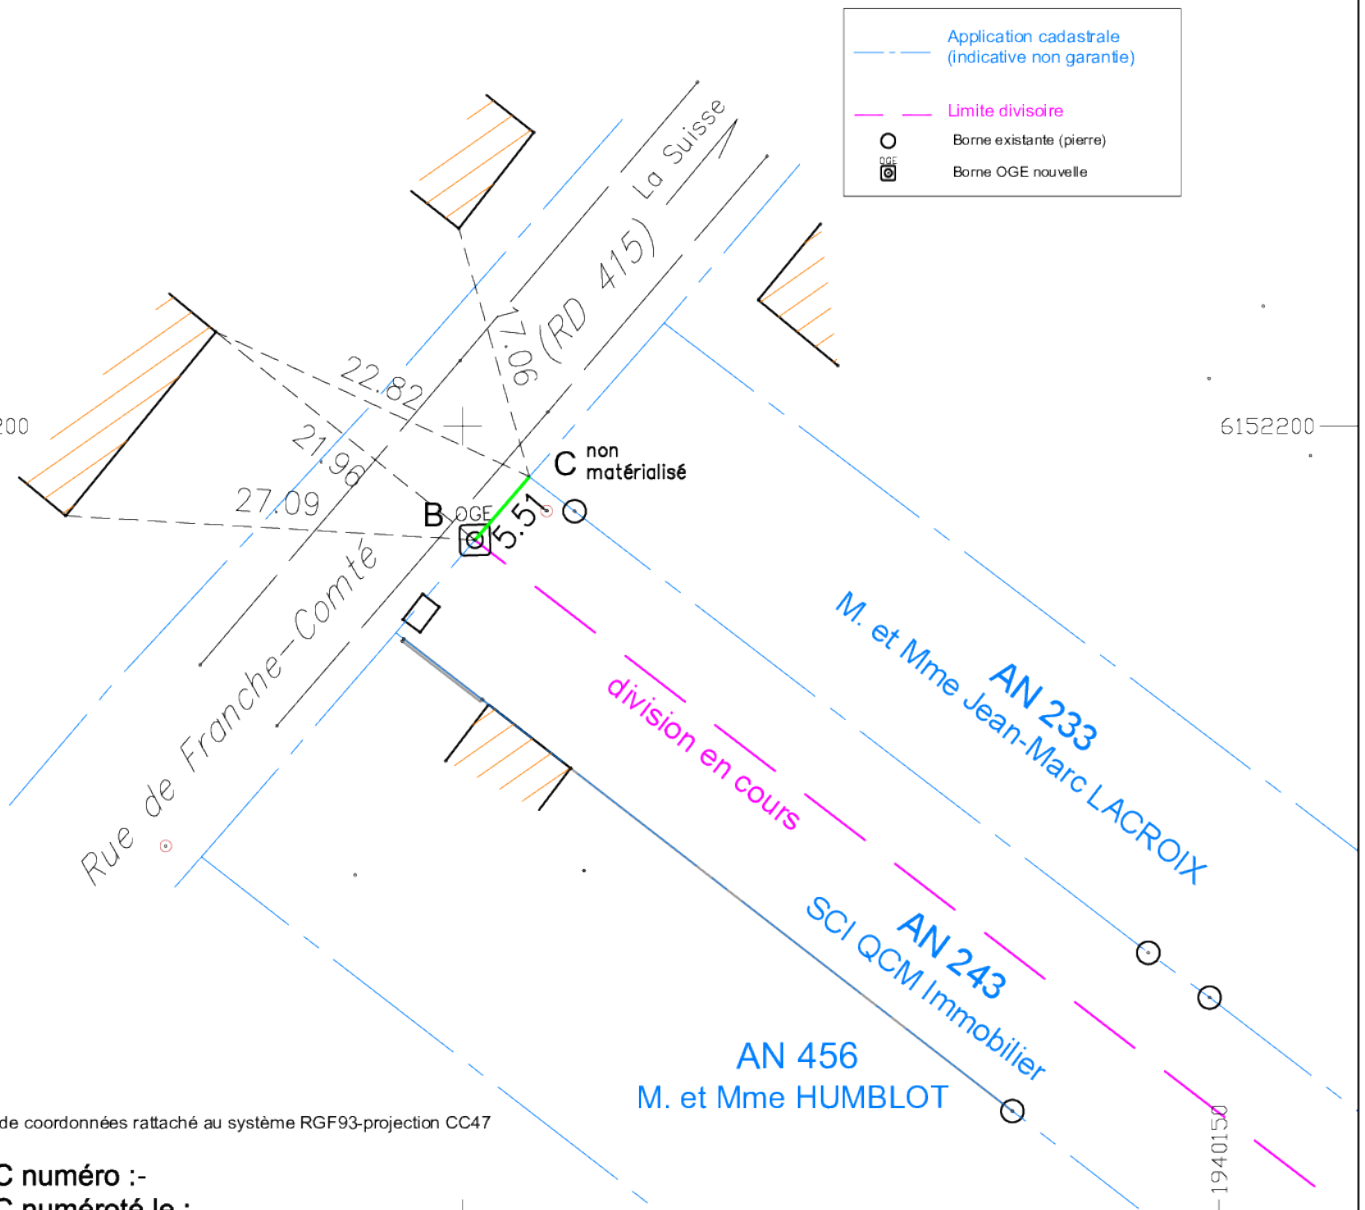 Application cadastrale
(indicative non garantie)
Limite divisoire
Borne existante (pierre)
OGE
Borne OGE nouvelle
La Suisse
(RD 415)
17.06
22.82
21.96
27.09
200
6152200
C non
matérialisé
B OGE
5.51
Rue de Franche-Comté
division en cours
AN 233
M. et Mme Jean-Marc LACROIX
AN 243
SCI QCM Immobilier
AN 456
M. et Mme HUMBLOT
1940150
de coordonnées rattaché au système RGF93-projection CC47
C numéro :-
C numéroté le :